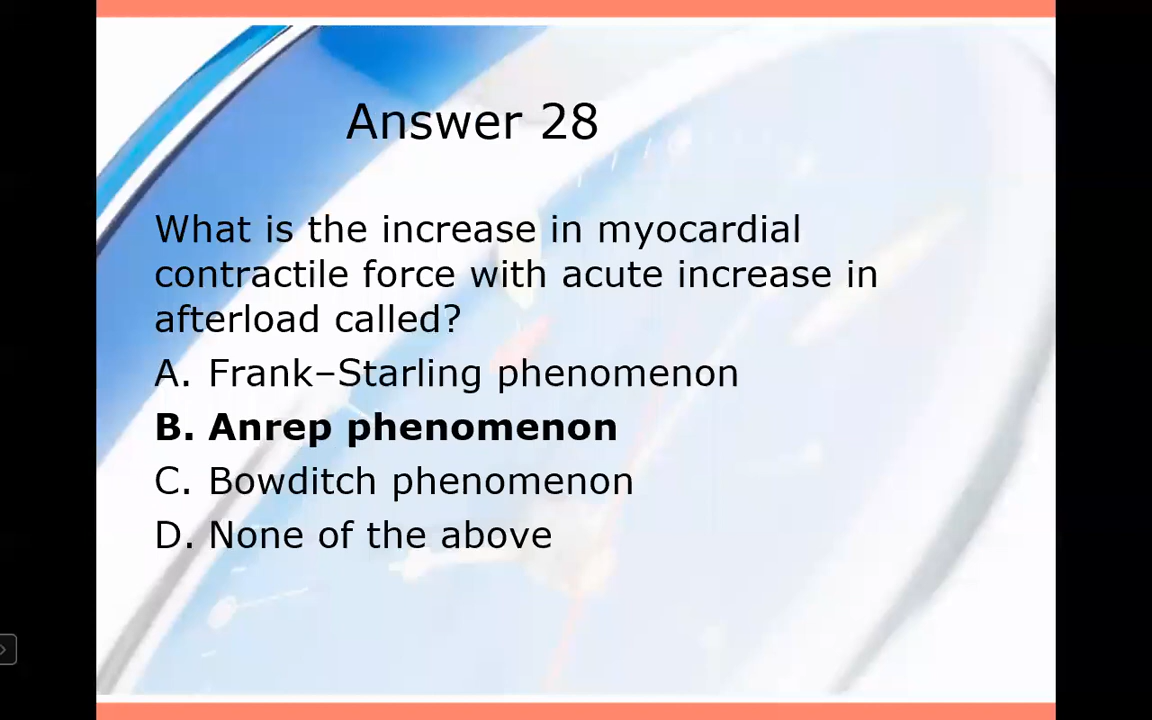 Answer 28
What is the increase in myocardial
contractile force with acute increase in
afterload called?
A. Frank–Starling phenomenon
B. Anrep phenomenon
C. Bowditch phenomenon
D. None of the above